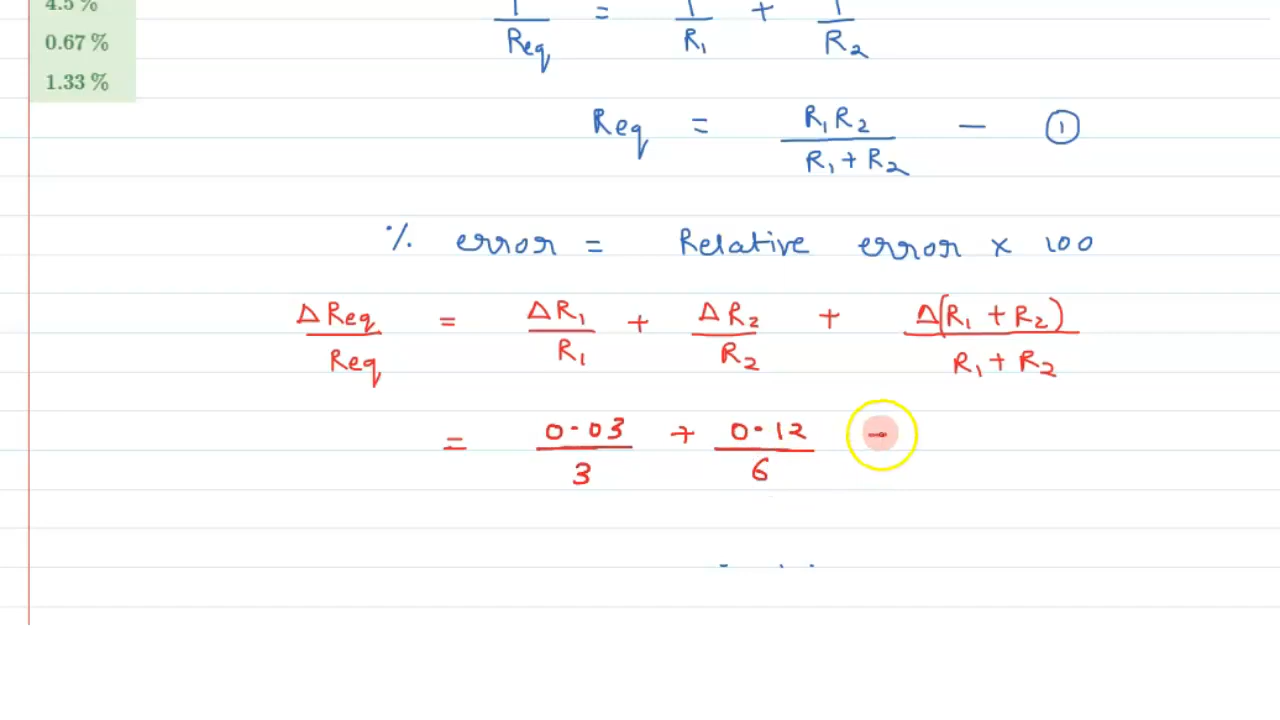 4.5 %
0.67 %
1.33 %
1/Req = 1/R1 + 1/R2
Req = R1R2/R1+R2 — ①
% error = Relative error × 100
ΔReq/Req = ΔR1/R1 + ΔR2/R2 + Δ(R1+R2)/R1+R2
= 0.03/3 + 0.12/6